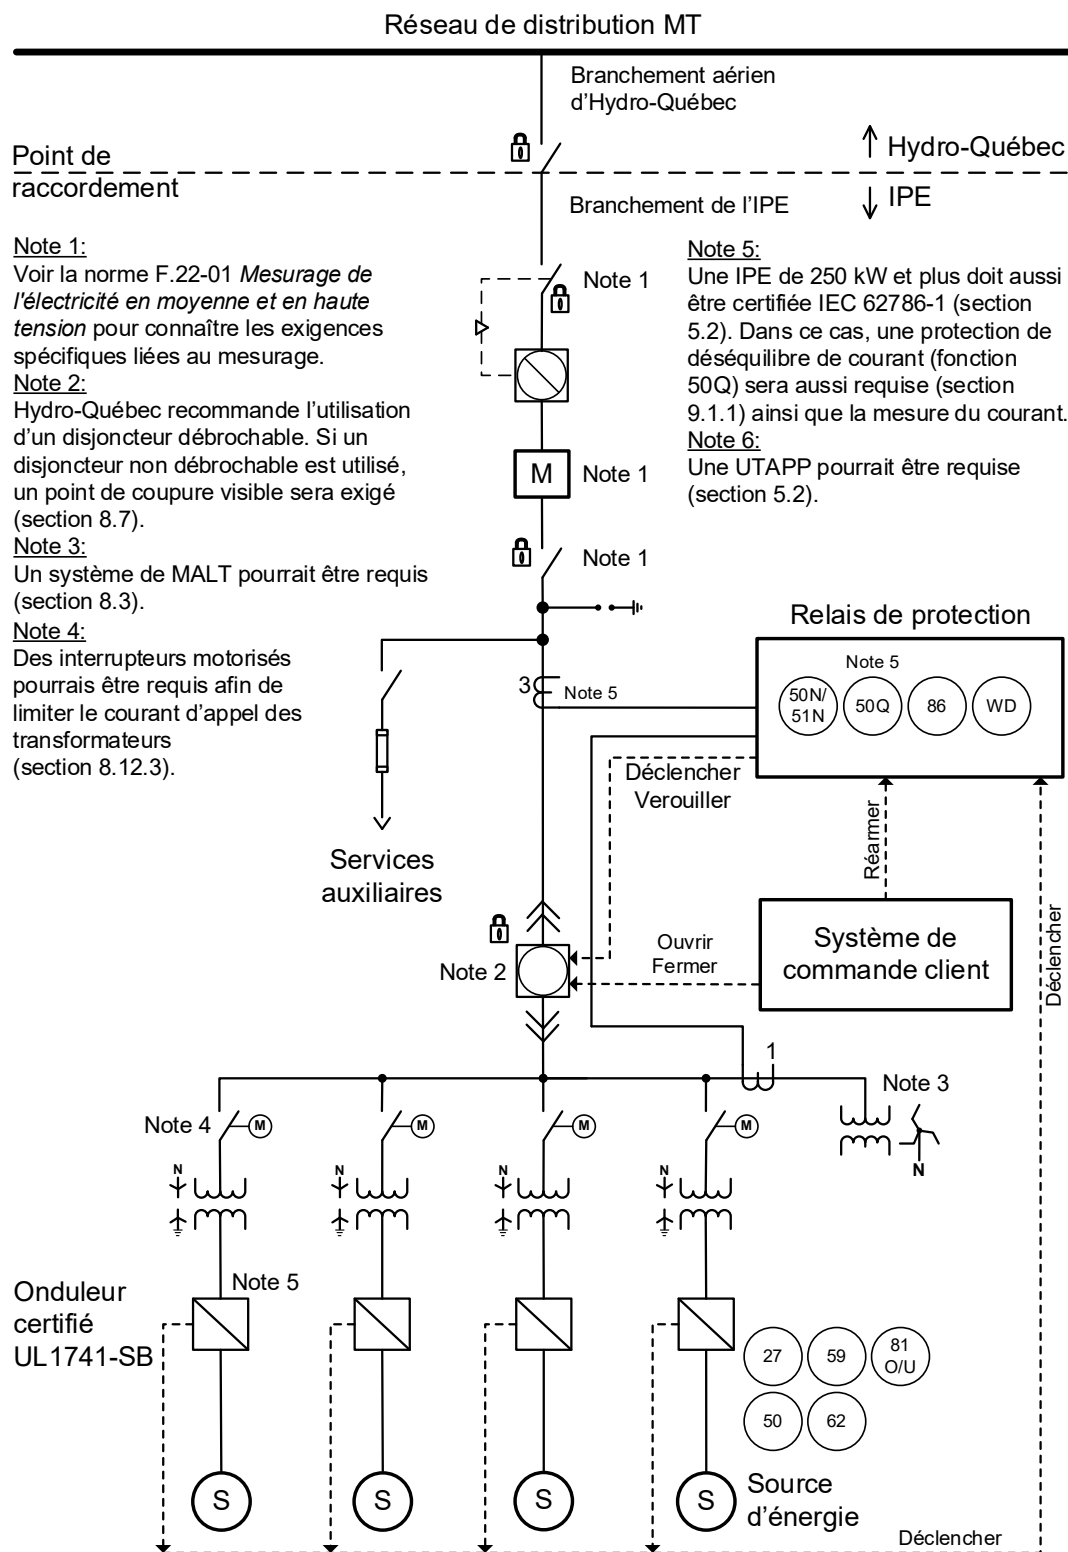 Réseau de distribution MT
Branchement aérien
d'Hydro-Québec
Point de
raccordement
Hydro-Québec
IPE
Branchement de l'IPE
Note 1:
Voir la norme F.22-01 Mesurage de
l'électricité en moyenne et en haute
tension pour connaître les exigences
spécifiques liées au mesurage.
Note 2:
Hydro-Québec recommande l'utilisation
d'un disjoncteur débrochable. Si un
disjoncteur non débrochable est utilisé,
un point de coupure visible sera exigé
(section 8.7).
Note 3:
Un système de MALT pourrait être requis
(section 8.3).
Note 4:
Des interrupteurs motorisés
pourrais être requis afin de
limiter le courant d'appel des
transformateurs
(section 8.12.3).
Note 5:
Une IPE de 250 kW et plus doit aussi
être certifiée IEC 62786-1 (section
5.2). Dans ce cas, une protection de
déséquilibre de courant (fonction
50Q) sera aussi requise (section
9.1.1) ainsi que la mesure du courant.
Note 6:
Une UTAPP pourrait être requise
(section 5.2).
Note 1
M
Note 1
Note 1
Relais de protection
Note 5
50N/
51N
50Q
86
WD
3
Note 5
Déclencher
Verouiller
Réarmer
Services
auxiliaires
Système de
commande client
Ouvrir
Fermer
Déclencher
Note 2
1
Note 3
N
Note 4
M
M
M
M
N
N
N
N
Note 5
Onduleur
certifié
UL1741-SB
27
59
81
O/U
50
62
S
S
S
S
Source
d'énergie
Déclencher